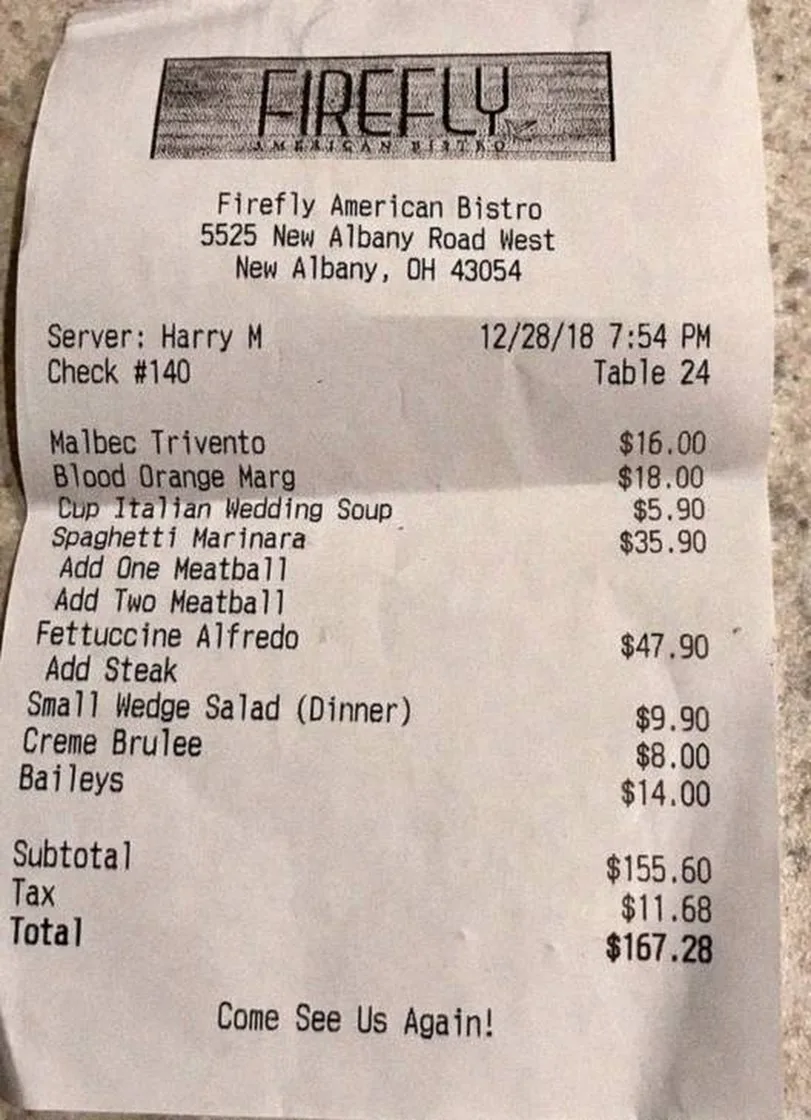 FIREFLY
AMERICAN BISTRO
Firefly American Bistro
5525 New Albany Road West
New Albany, OH 43054
Server: Harry M 12/28/18 7:54 PM
Check #140 Table 24
Malbec Trivento $16.00
Blood Orange Marg $18.00
Cup Italian Wedding Soup $5.90
Spaghetti Marinara $35.90
Add One Meatball
Add Two Meatball
Fettuccine Alfredo $47.90
Add Steak
Small Wedge Salad (Dinner) $9.90
Creme Brulee $8.00
Baileys $14.00
Subtotal $155.60
Tax $11.68
Total $167.28
Come See Us Again!